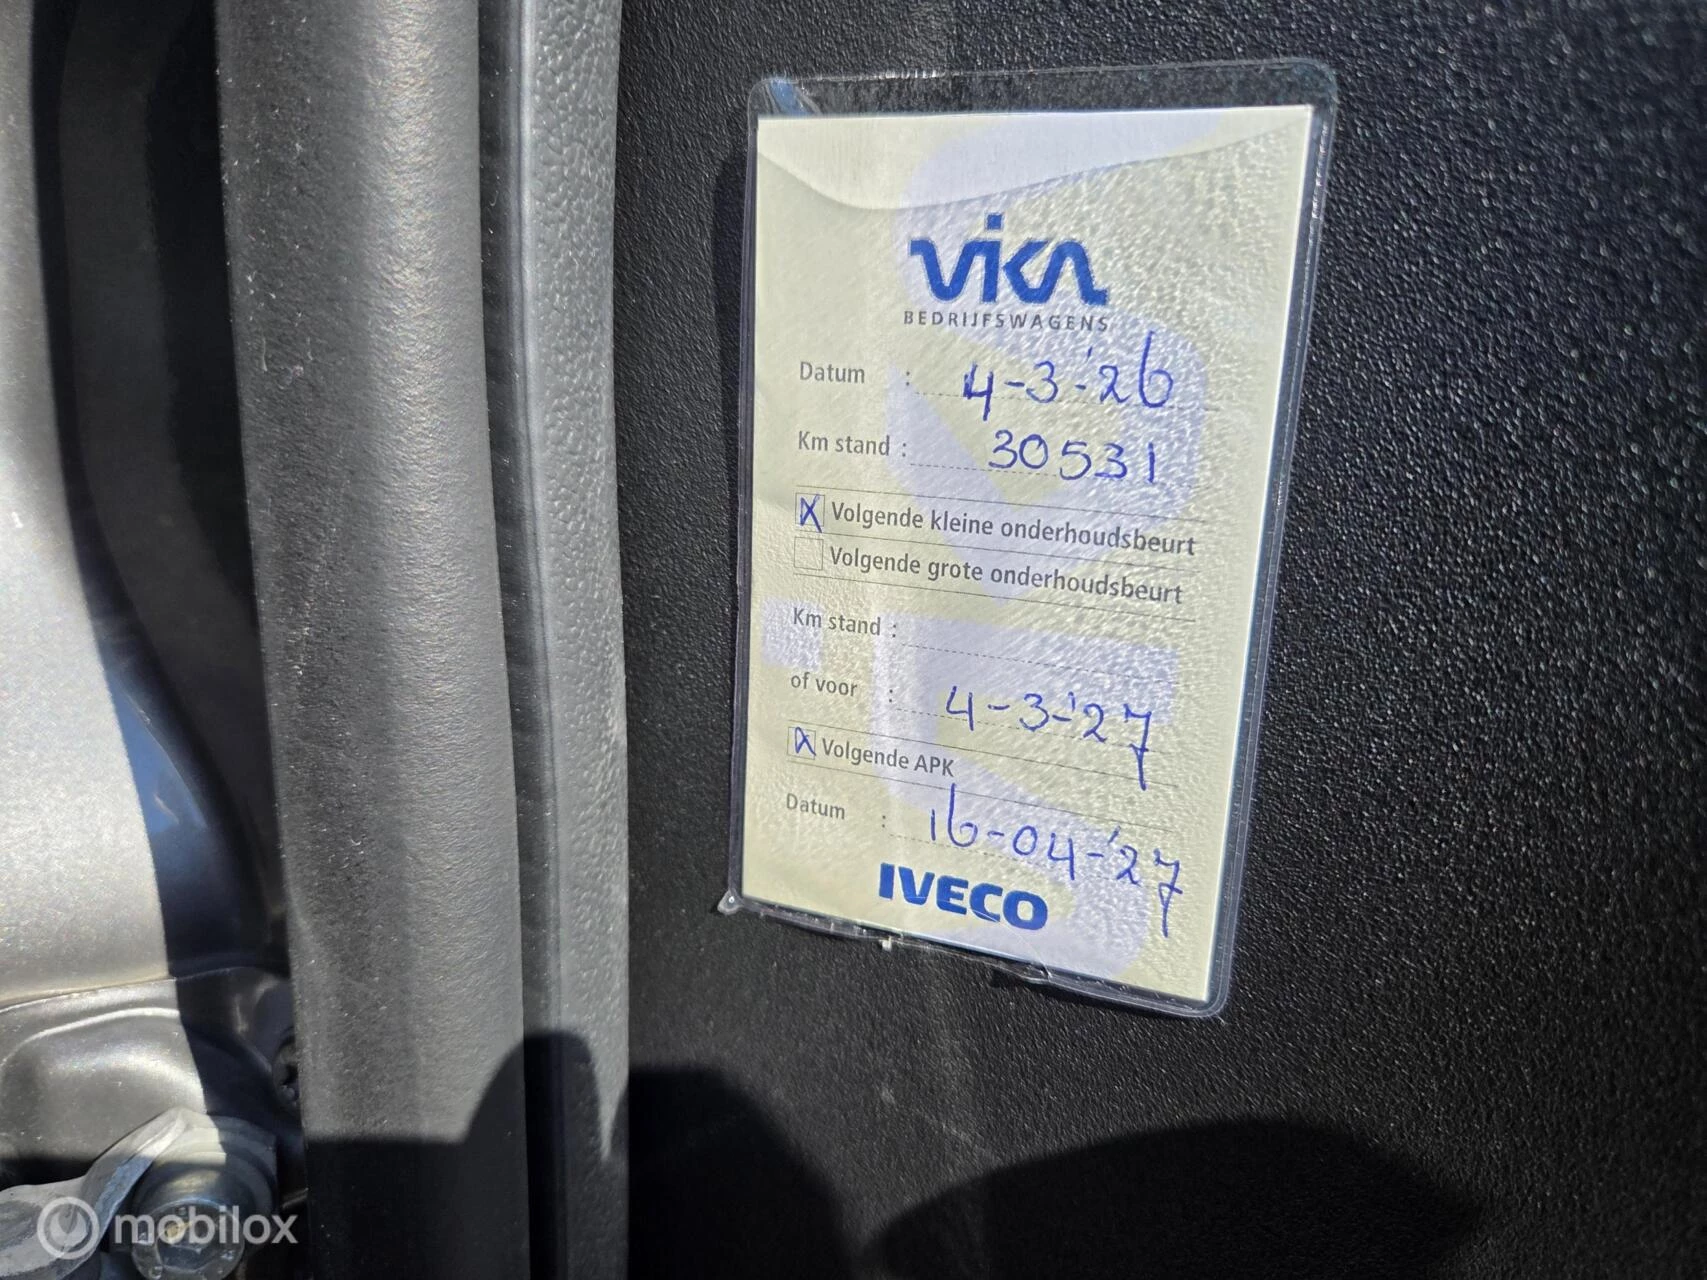 vika
BEDRIJFSWAGENS
Datum : 4-3-'26
Km stand : 30531
X Volgende kleine onderhoudsbeurt
Volgende grote onderhoudsbeurt
Km stand :
of voor : 4-3-'27
X Volgende APK
Datum : 16-04-'27
IVECO
mobilox